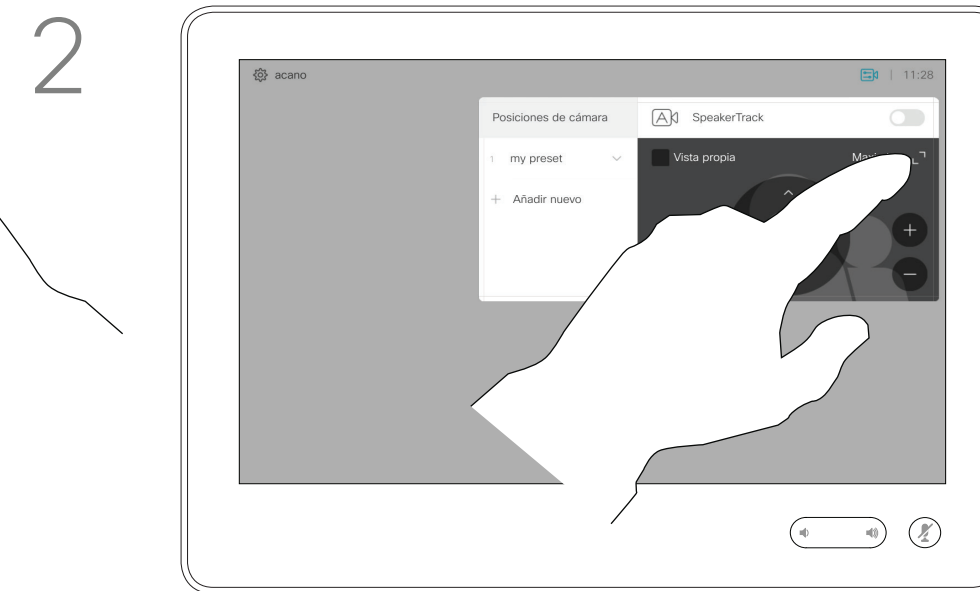 2
acano
11:28
Posiciones de cámara
SpeakerTrack
1 my preset
Vista propia
+ Añadir nuevo